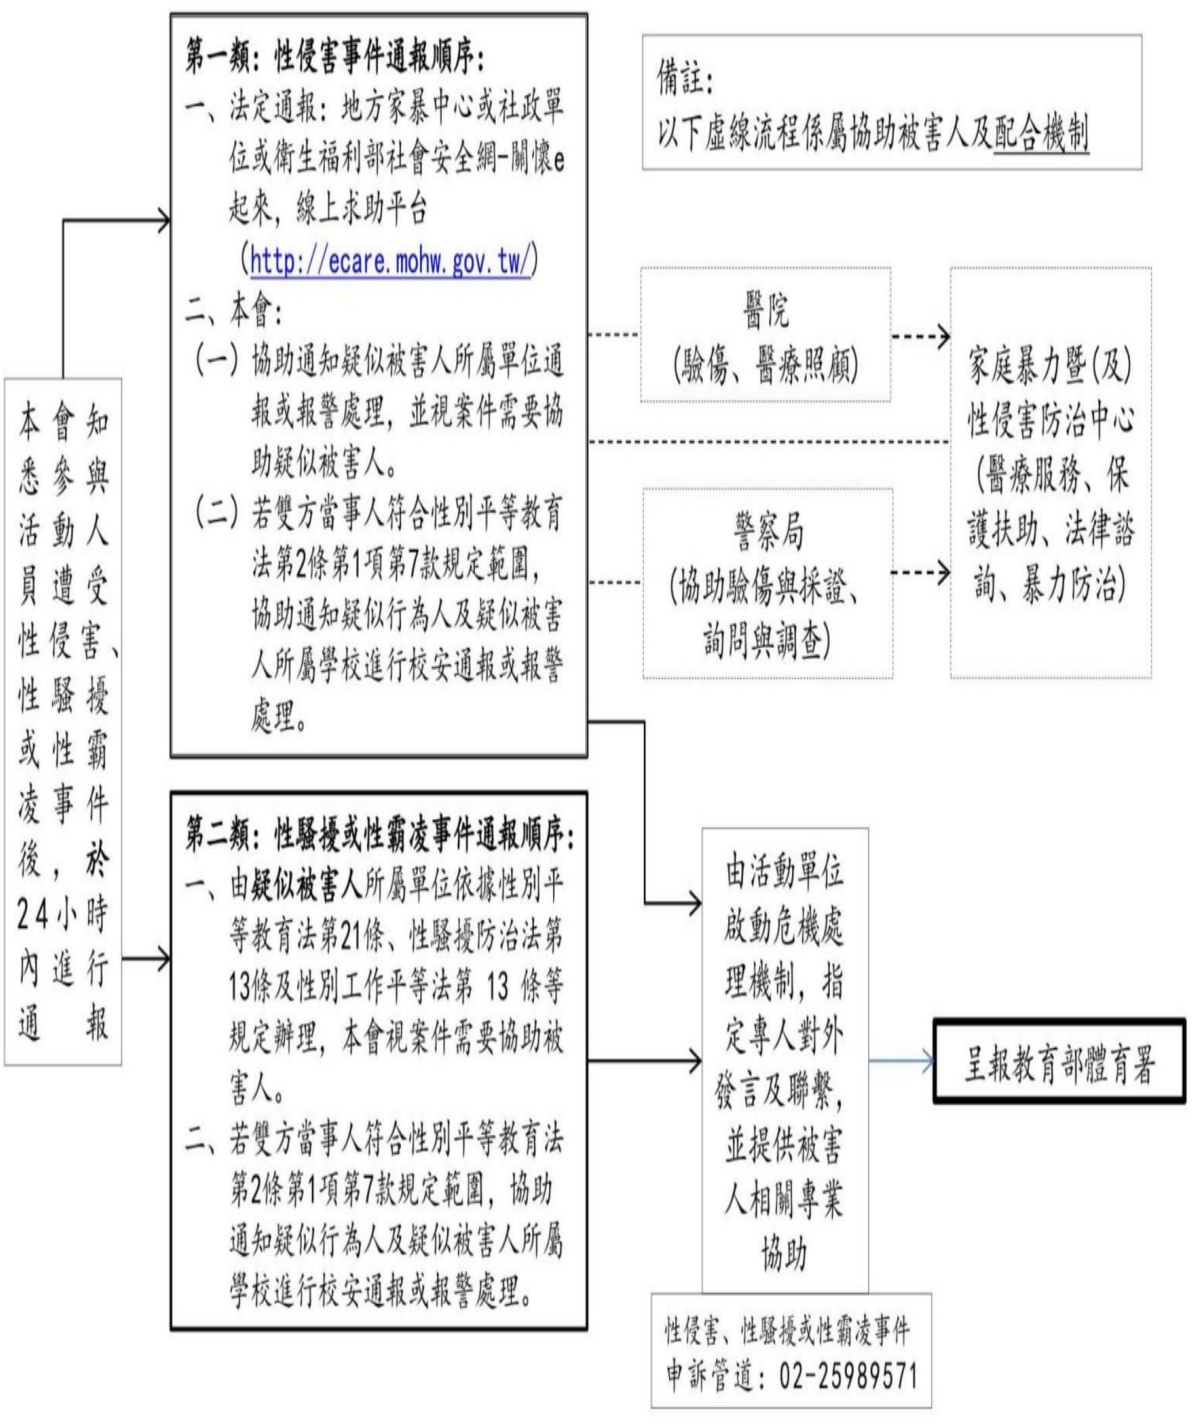 本會知
悉參與
活動人
員遭受
性侵害、
性騷擾
或性霸
凌事件
後，於
24小時
內進行
通報
第一類：性侵害事件通報順序：
一、法定通報：地方家暴中心或社政單
位或衛生福利部社會安全網-關懷e
起來，線上求助平台
（http://ecare.mohw.gov.tw/）
二、本會：
（一）協助通知疑似被害人所屬單位通
報或報警處理，並視案件需要協
助疑似被害人。
（二）若雙方當事人符合性別平等教育
法第2條第1項第7款規定範圍，
協助通知疑似行為人及疑似被害
人所屬學校進行校安通報或報警
處理。
備註：
以下虛線流程係屬協助被害人及配合機制
醫院
(驗傷、醫療照顧)
警察局
(協助驗傷與採證、
詢問與調查)
家庭暴力暨(及)
性侵害防治中心
(醫療服務、保
護扶助、法律諮
詢、暴力防治)
第二類：性騷擾或性霸凌事件通報順序：
一、由疑似被害人所屬單位依據性別平
等教育法第21條、性騷擾防治法第
13條及性別工作平等法第 13 條等
規定辦理，本會視案件需要協助被
害人。
二、若雙方當事人符合性別平等教育法
第2條第1項第7款規定範圍，協助
通知疑似行為人及疑似被害人所屬
學校進行校安通報或報警處理。
由活動單位
啟動危機處
理機制，指
定專人對外
發言及聯繫，
並提供被害
人相關專業
協助
呈報教育部體育署
性侵害、性騷擾或性霸凌事件
申訴管道：02-25989571